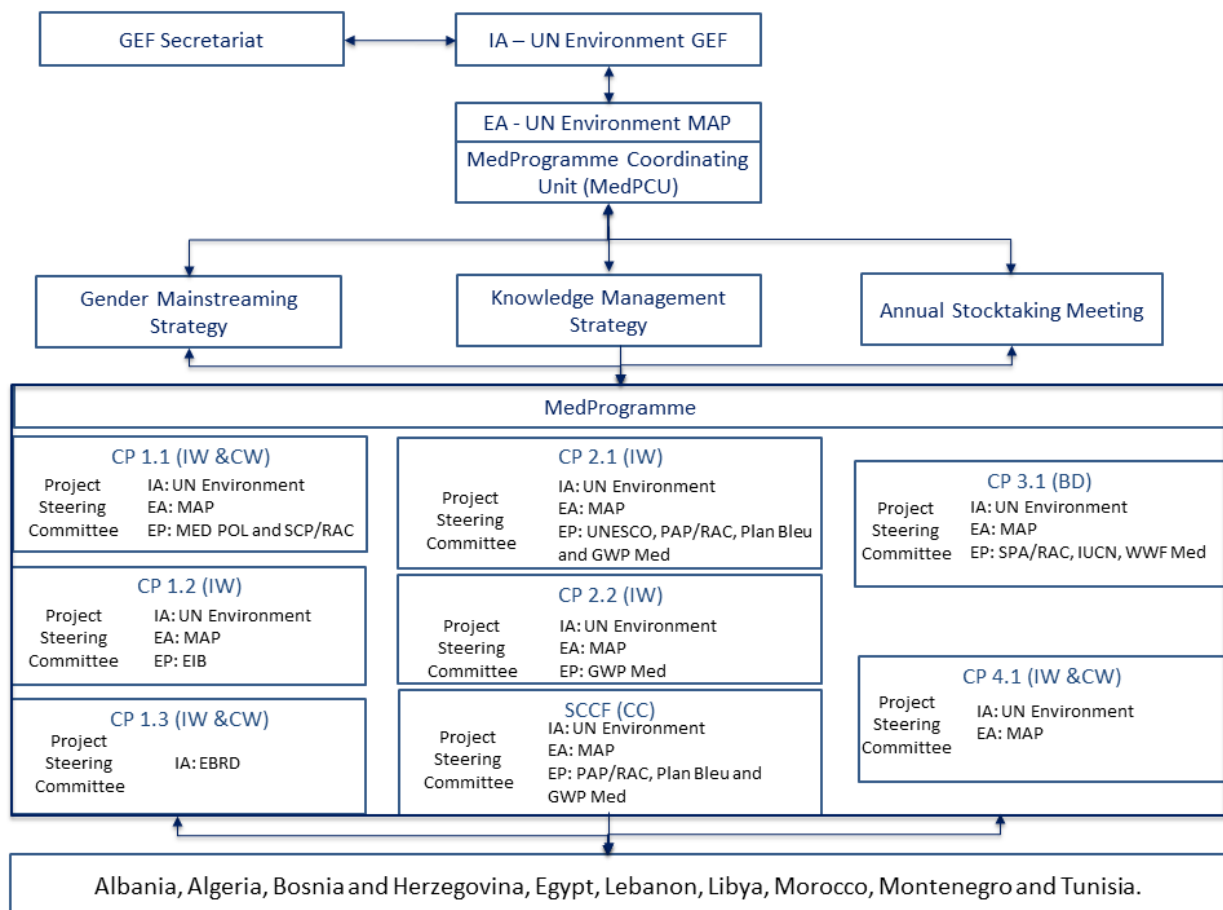 GEF Secretariat
IA – UN Environment GEF
EA - UN Environment MAP
MedProgramme Coordinating
Unit (MedPCU)
Gender Mainstreaming
Strategy
Knowledge Management
Strategy
Annual Stocktaking Meeting
MedProgramme
CP 1.1 (IW &CW)
Project
Steering
Committee
IA: UN Environment
EA: MAP
EP: MED POL and SCP/RAC
CP 1.2 (IW)
Project
Steering
Committee
IA: UN Environment
EA: MAP
EP: EIB
CP 1.3 (IW &CW)
Project
Steering
Committee
IA: EBRD
CP 2.1 (IW)
Project
Steering
Committee
IA: UN Environment
EA: MAP
EP: UNESCO, PAP/RAC, Plan Bleu
and GWP Med
CP 2.2 (IW)
Project
Steering
Committee
IA: UN Environment
EA: MAP
EP: GWP Med
SCCF (CC)
Project
Steering
Committee
IA: UN Environment
EA: MAP
EP: PAP/RAC, Plan Bleu and
GWP Med
CP 3.1 (BD)
Project
Steering
Committee
IA: UN Environment
EA: MAP
EP: SPA/RAC, IUCN, WWF Med
CP 4.1 (IW &CW)
Project
Steering
Committee
IA: UN Environment
EA: MAP
Albania, Algeria, Bosnia and Herzegovina, Egypt, Lebanon, Libya, Morocco, Montenegro and Tunisia.